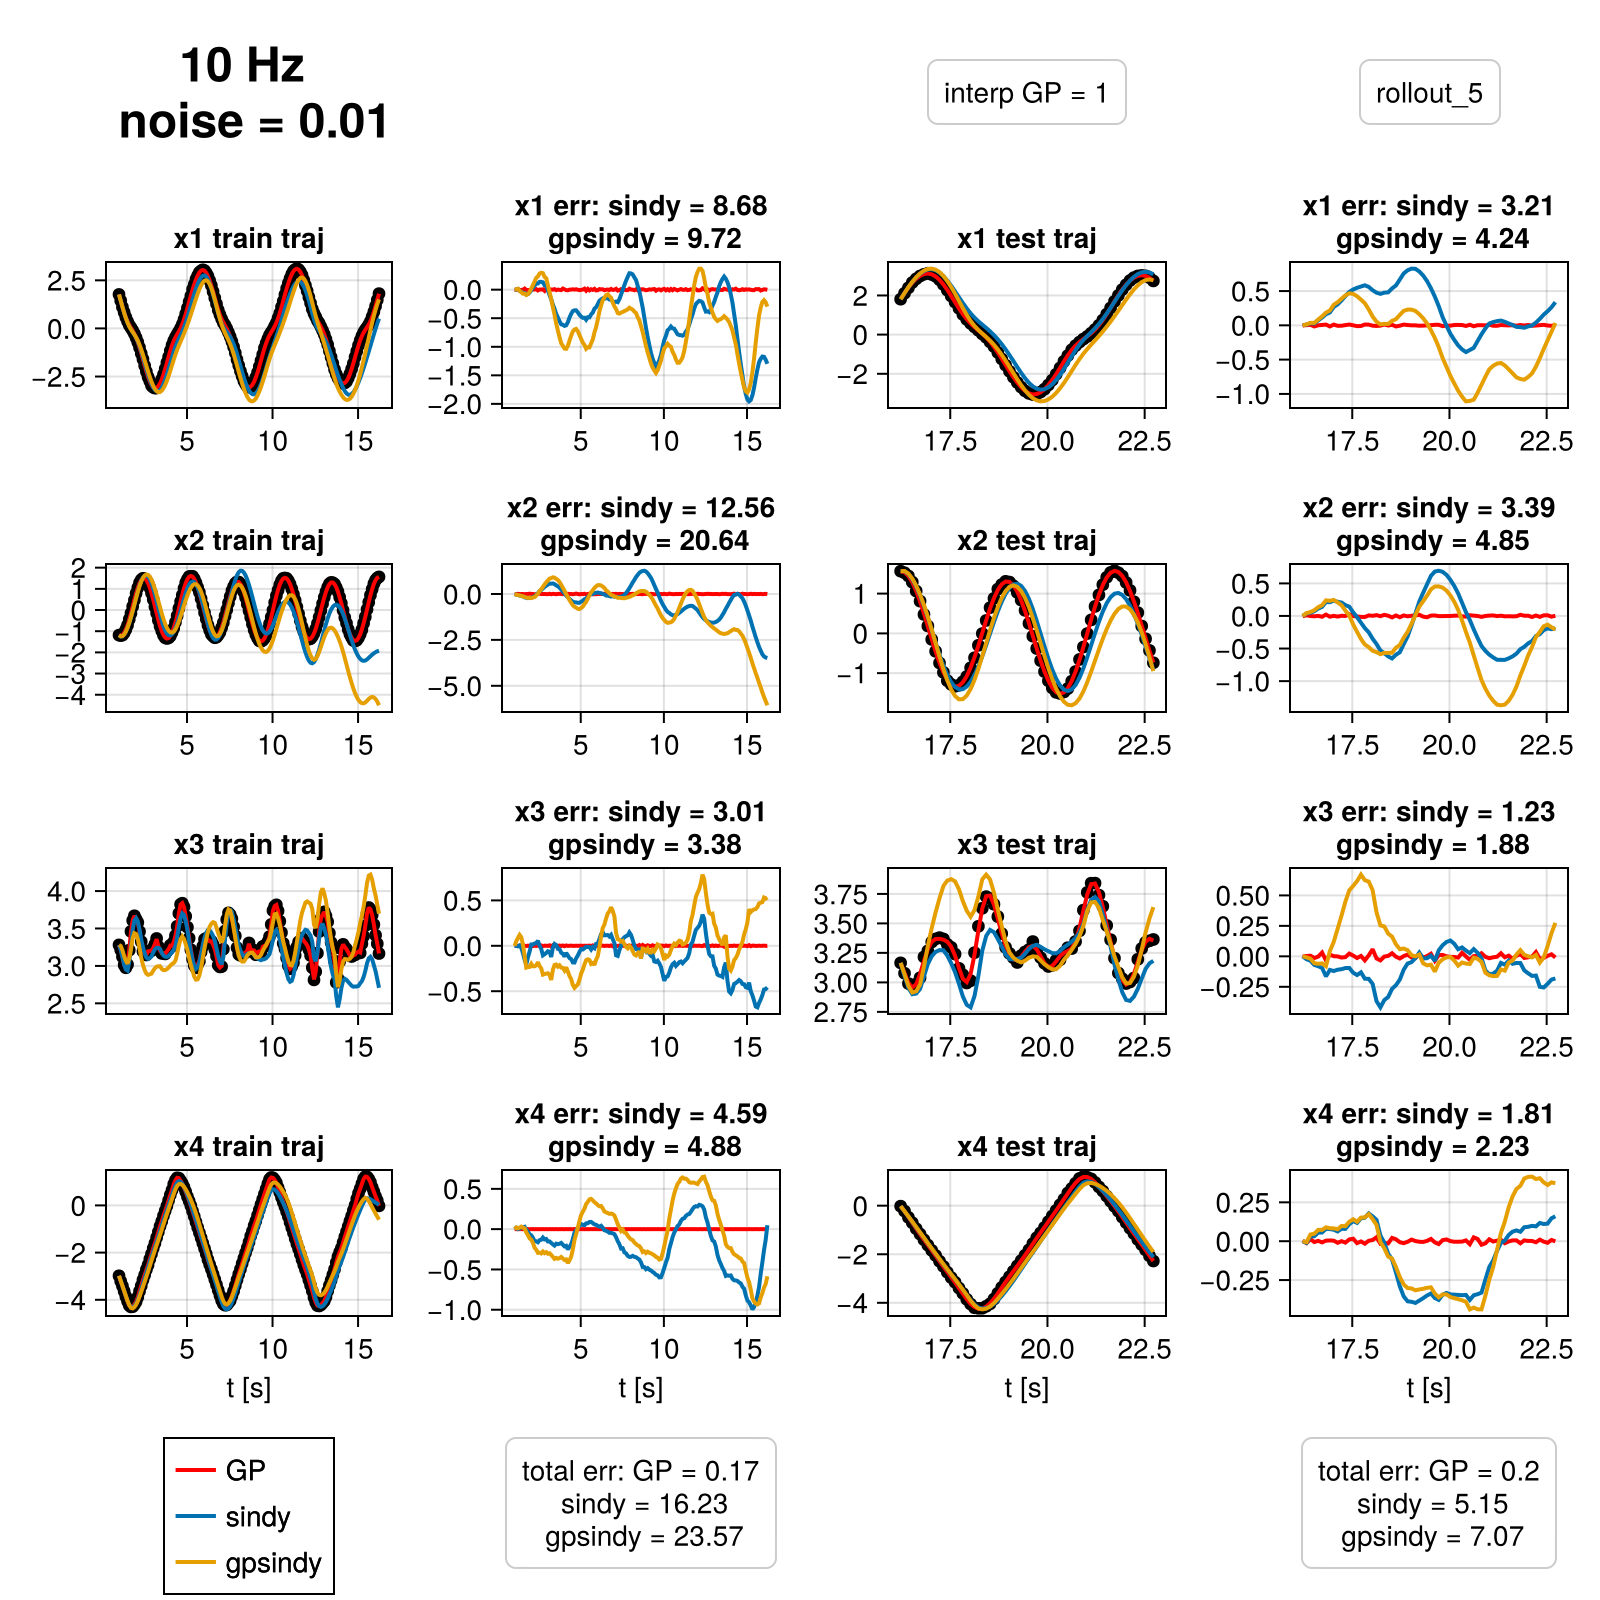 10 Hz
noise = 0.01
interp GP = 1
rollout_5
x1 train traj
2.5
0.0
−2.5
5
10
15
x1 err: sindy = 8.68
gpsindy = 9.72
0.0
−0.5
−1.0
−1.5
−2.0
5
10
15
x1 test traj
2
0
−2
17.5
20.0
22.5
x1 err: sindy = 3.21
gpsindy = 4.24
0.5
0.0
−0.5
−1.0
17.5
20.0
22.5
x2 train traj
2
1
0
−1
−2
−3
−4
5
10
15
x2 err: sindy = 12.56
gpsindy = 20.64
0.0
−2.5
−5.0
5
10
15
x2 test traj
1
0
−1
17.5
20.0
22.5
x2 err: sindy = 3.39
gpsindy = 4.85
0.5
0.0
−0.5
−1.0
17.5
20.0
22.5
x3 train traj
4.0
3.5
3.0
2.5
5
10
15
x3 err: sindy = 3.01
gpsindy = 3.38
0.5
0.0
−0.5
5
10
15
x3 test traj
3.75
3.50
3.25
3.00
2.75
17.5
20.0
22.5
x3 err: sindy = 1.23
gpsindy = 1.88
0.50
0.25
0.00
−0.25
17.5
20.0
22.5
x4 train traj
0
−2
−4
5
10
15
t [s]
x4 err: sindy = 4.59
gpsindy = 4.88
0.5
0.0
−0.5
−1.0
5
10
15
t [s]
x4 test traj
0
−2
−4
17.5
20.0
22.5
t [s]
x4 err: sindy = 1.81
gpsindy = 2.23
0.25
0.00
−0.25
17.5
20.0
22.5
t [s]
GP
sindy
gpsindy
total err: GP = 0.17
sindy = 16.23
gpsindy = 23.57
total err: GP = 0.2
sindy = 5.15
gpsindy = 7.07